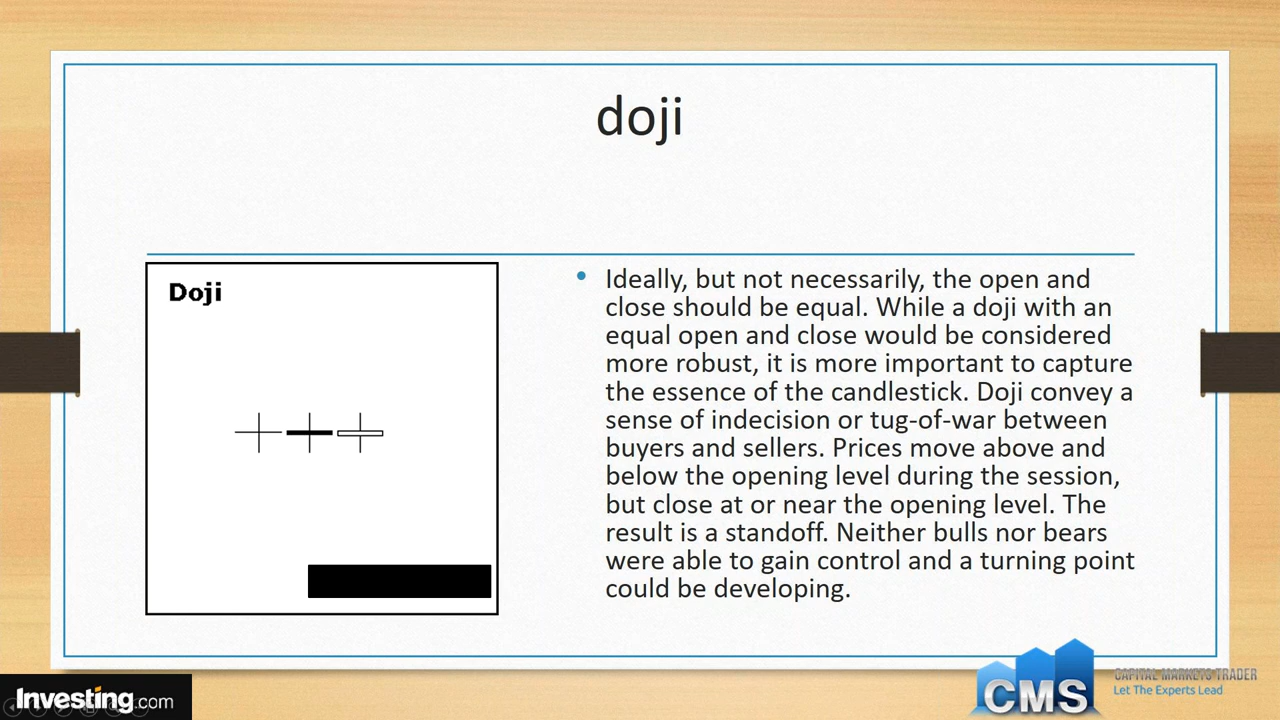 doji
Doji
Ideally, but not necessarily, the open and
close should be equal. While a doji with an
equal open and close would be considered
more robust, it is more important to capture
the essence of the candlestick. Doji convey a
sense of indecision or tug-of-war between
buyers and sellers. Prices move above and
below the opening level during the session,
but close at or near the opening level. The
result is a standoff. Neither bulls nor bears
were able to gain control and a turning point
could be developing.
Investing.com
CMS
CAPITAL MARKETS TRADER
Let The Experts Lead